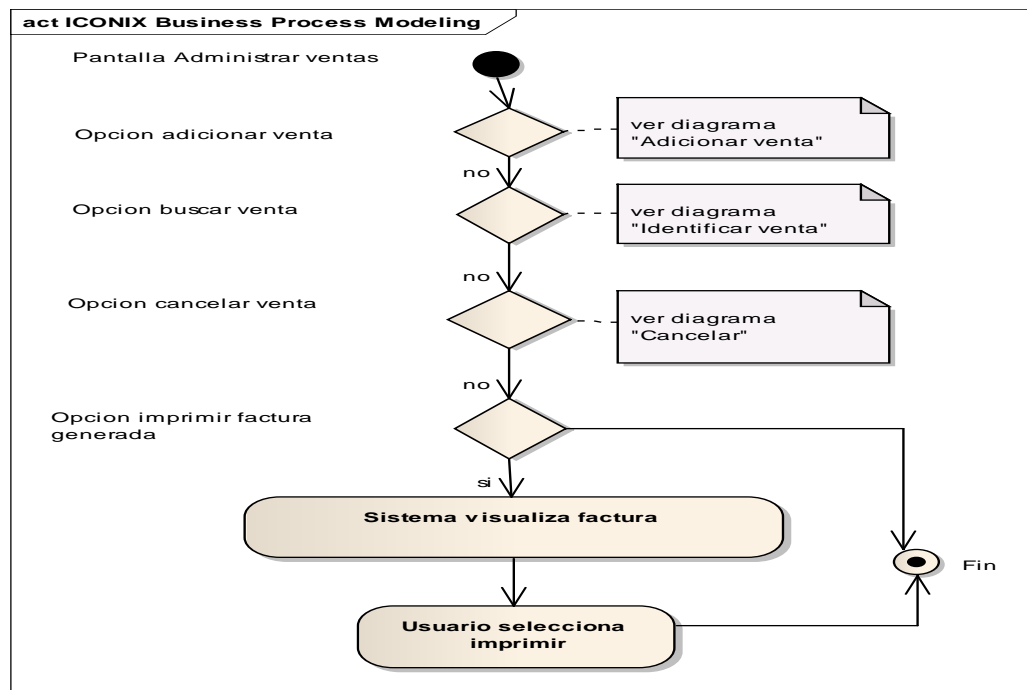 act ICONIX Business Process Modeling
Pantalla Administrar ventas
Opcion adicionar venta
ver diagrama
"Adicionar venta"
no
Opcion buscar venta
ver diagrama
"Identificar venta"
no
Opcion cancelar venta
ver diagrama
"Cancelar"
no
Opcion imprimir factura
generada
si
Sistema visualiza factura
Fin
Usuario selecciona
imprimir